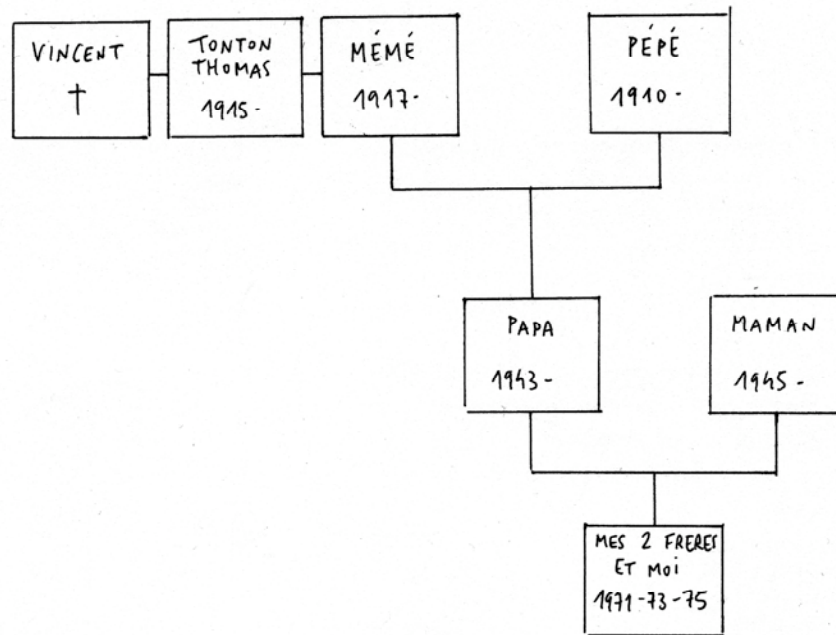 VINCENT
†
TONTON
THOMAS
1915-
MÉMÉ
1917-
PÉPÉ
1910-
PAPA
1943-
MAMAN
1945-
MES 2 FRERES
ET MOI
1971-73-75